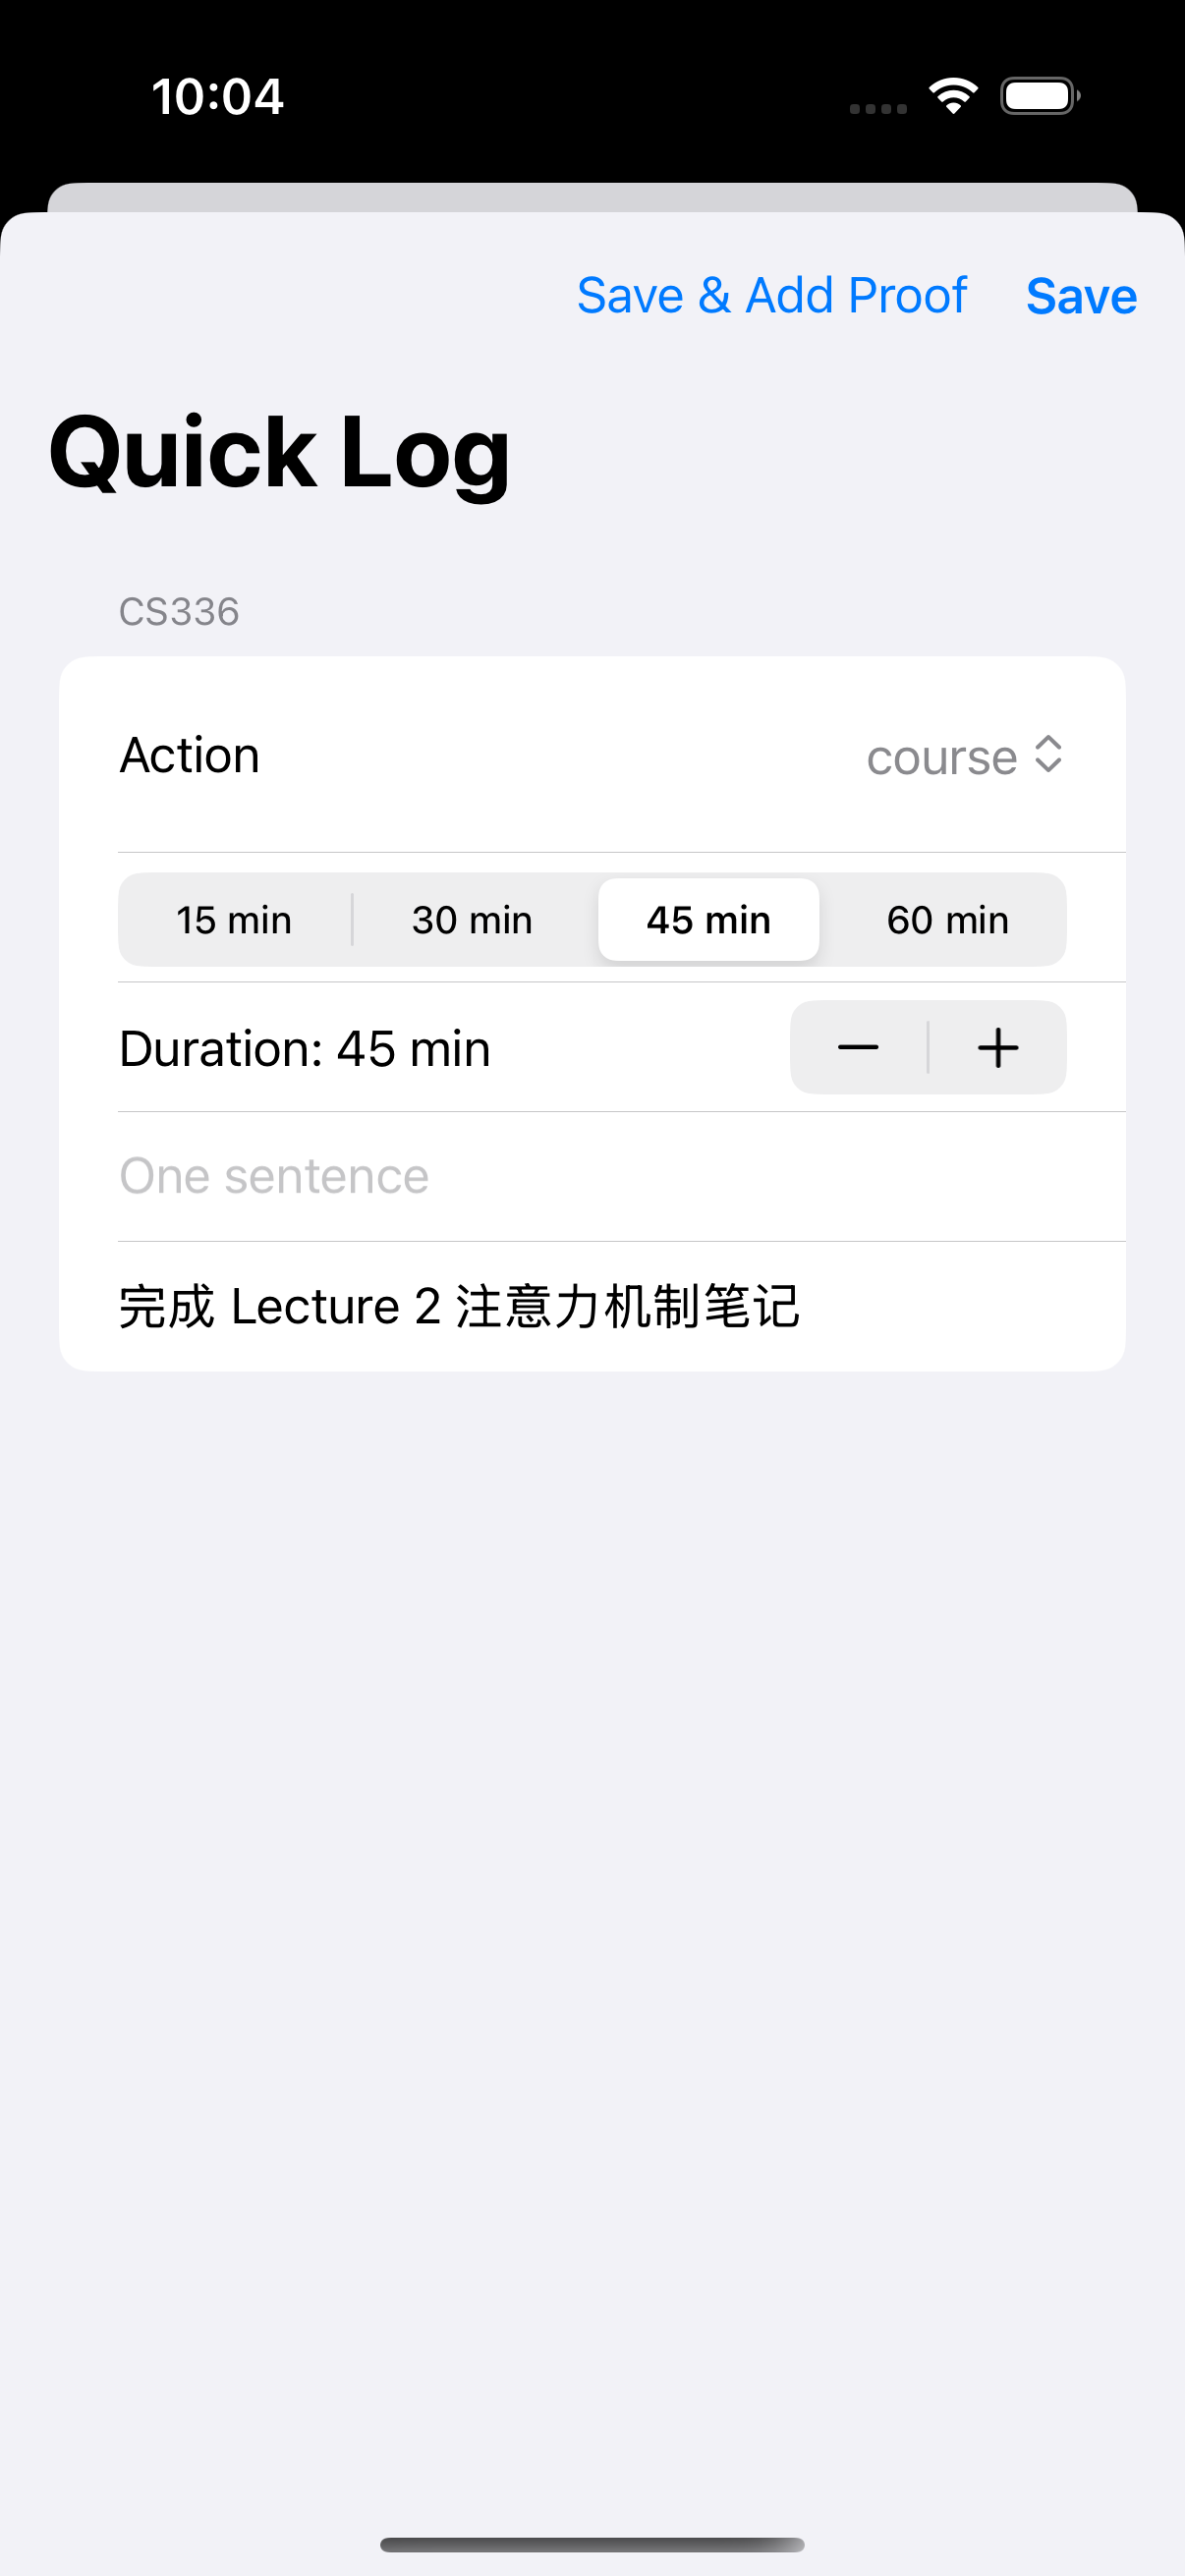 10:04
Save & Add Proof Save
Quick Log
CS336
Action course
15 min 30 min 45 min 60 min
Duration: 45 min
One sentence
完成 Lecture 2 注意力机制笔记